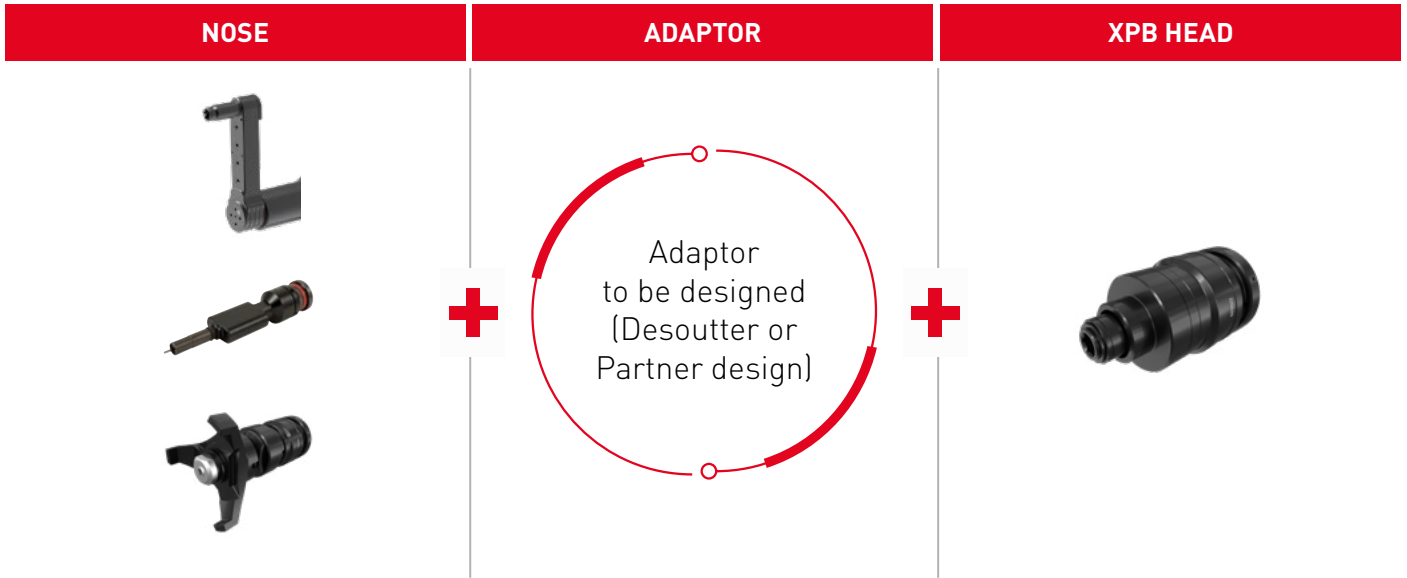 NOSE
ADAPTOR
XPB HEAD
Adaptor
to be designed
(Desoutter or
Partner design)